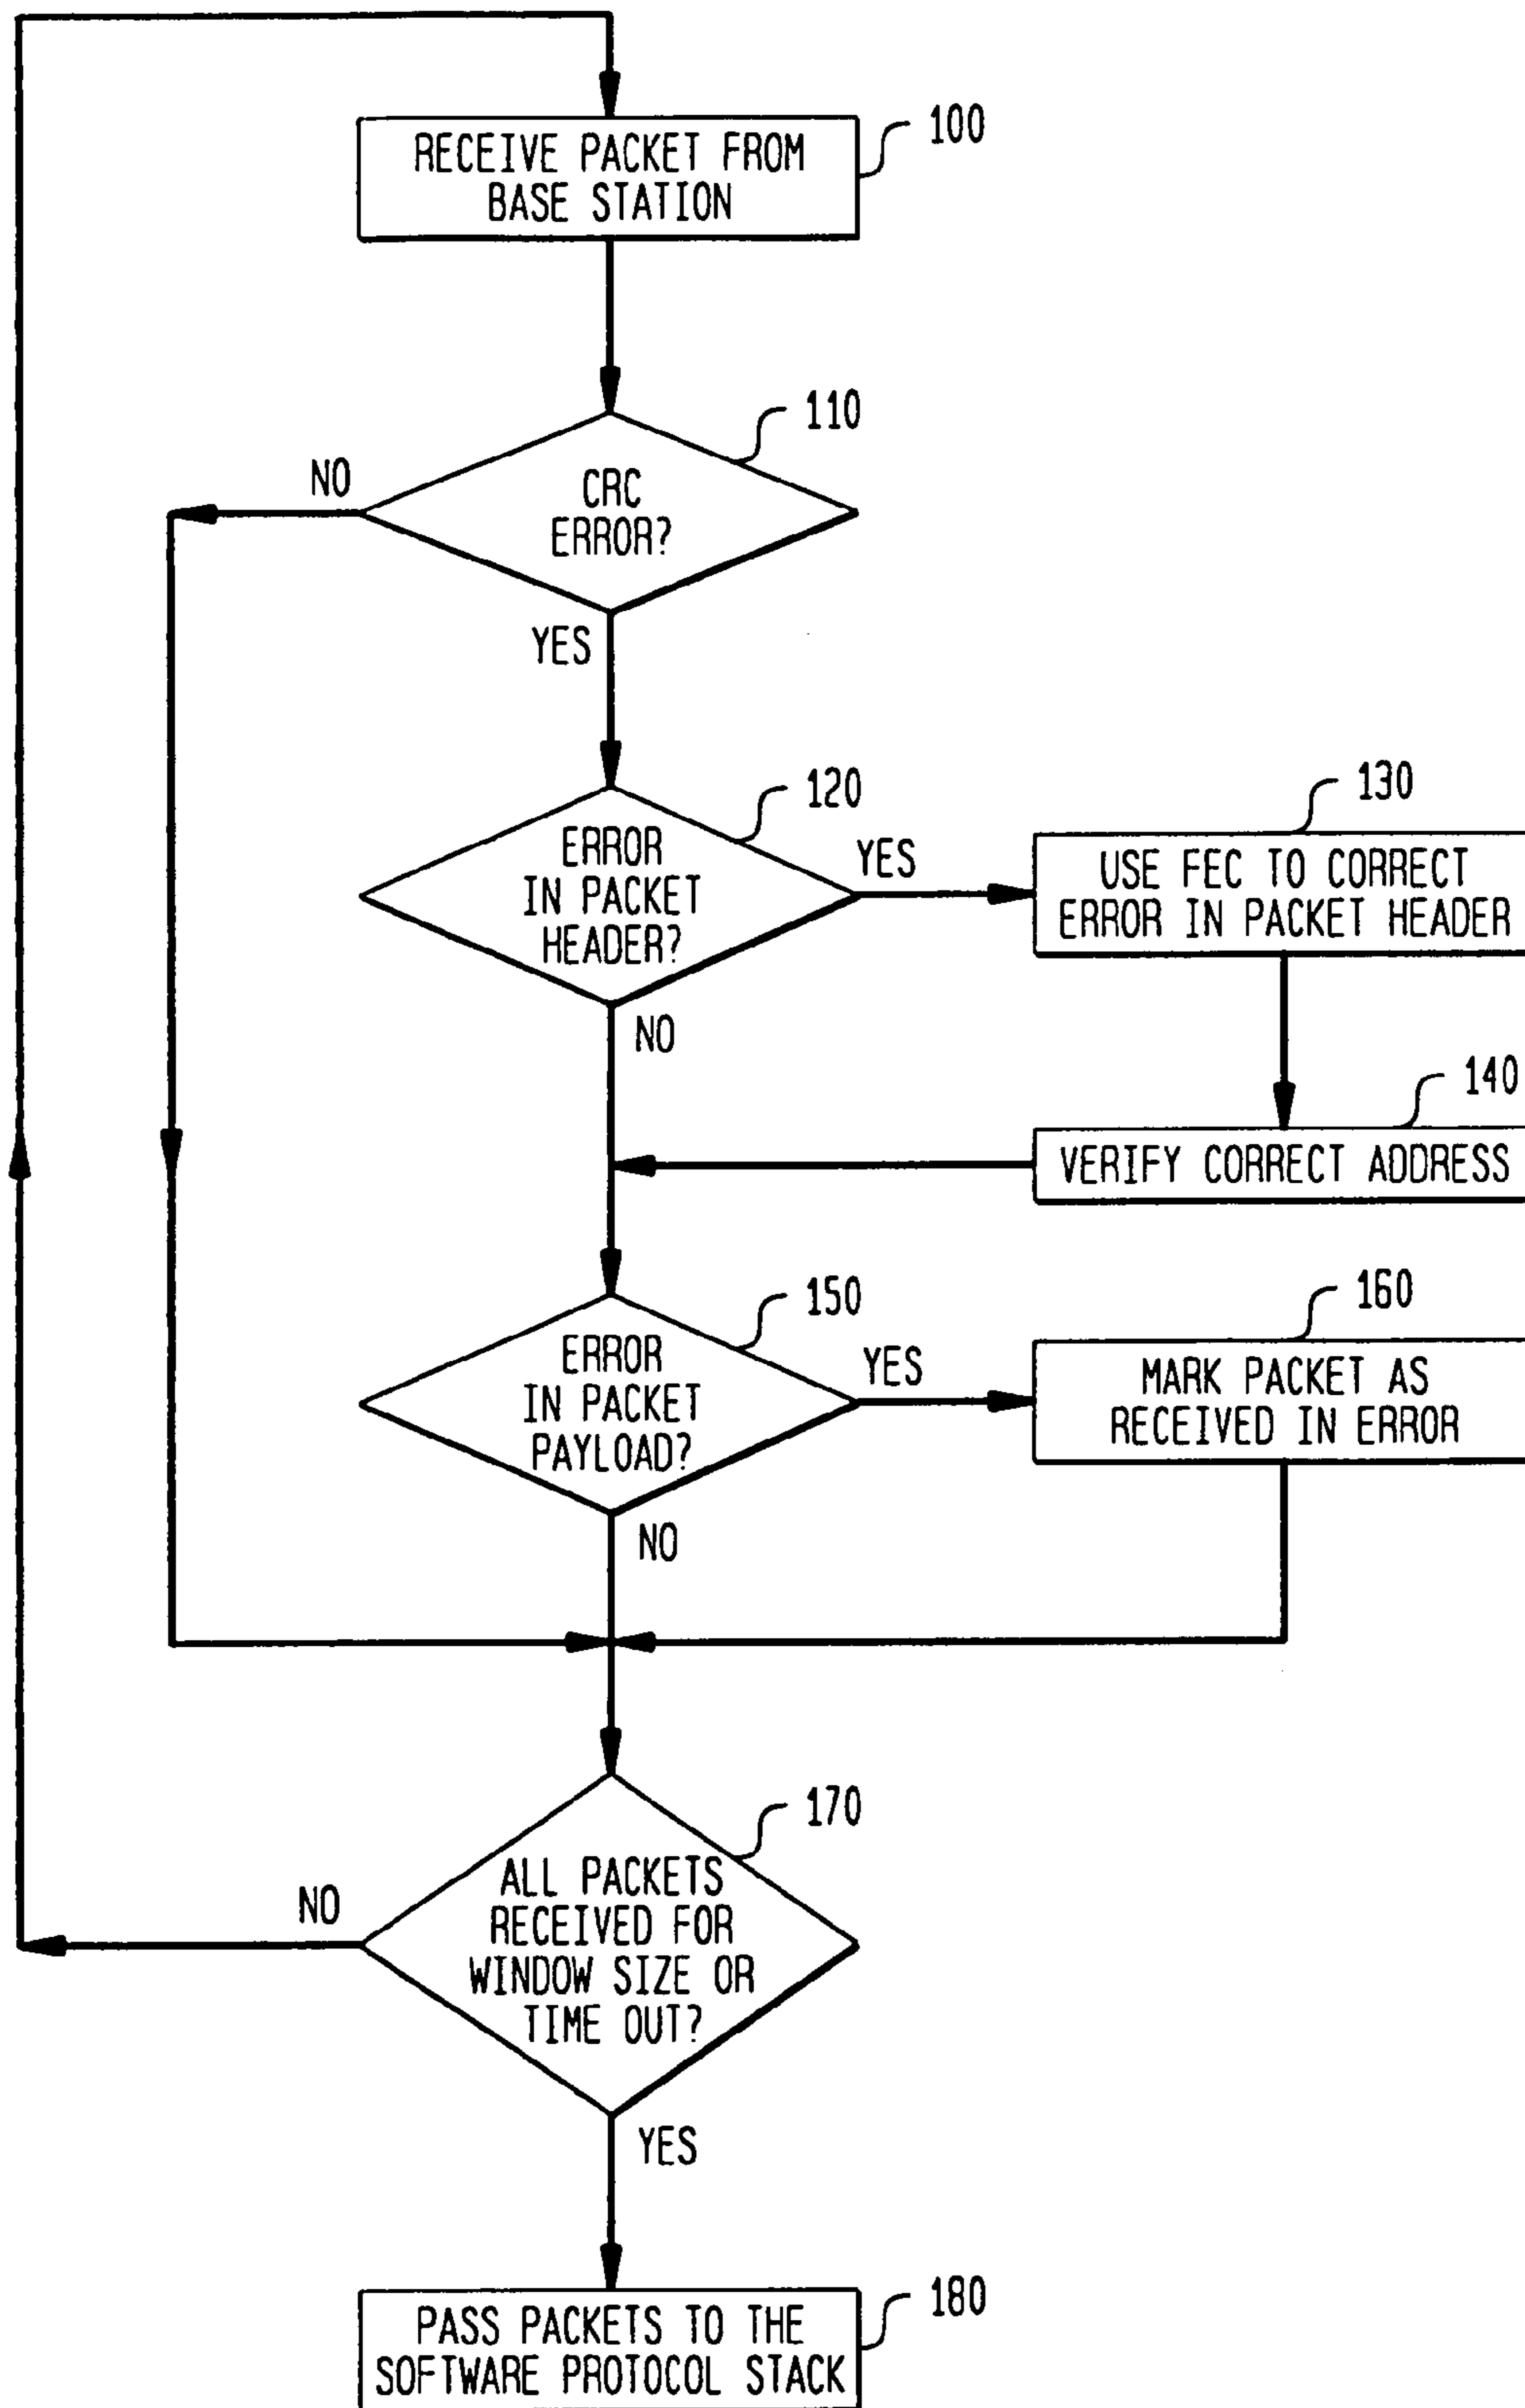 100
RECEIVE PACKET FROM
BASE STATION
110
NO
CRC
ERROR?
YES
120
130
ERROR
IN PACKET
HEADER?
YES
USE FEC TO CORRECT
ERROR IN PACKET HEADER
NO
140
VERIFY CORRECT ADDRESS
150
160
ERROR
IN PACKET
PAYLOAD?
YES
MARK PACKET AS
RECEIVED IN ERROR
NO
170
NO
ALL PACKETS
RECEIVED FOR
WINDOW SIZE OR
TIME OUT?
YES
180
PASS PACKETS TO THE
SOFTWARE PROTOCOL STACK